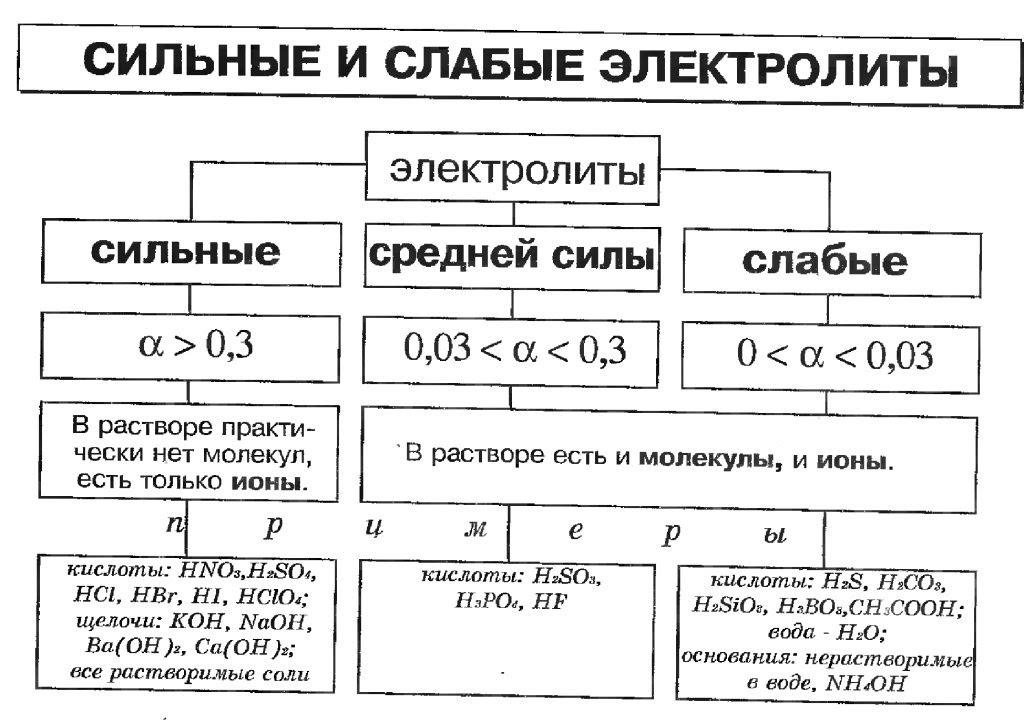 СИЛЬНЫЕ И СЛАБЫЕ ЭЛЕКТРОЛИТЫ
электролиты
сильные
средней силы
слабые
α > 0,3
0,03 < α < 0,3
0 < α < 0,03
В растворе практи-
чески нет молекул,
есть только ионы.
В растворе есть и молекулы, и ионы.
п р и м е р ы
кислоты: HNO₃,H₂SO₄,
HCl, HBr, HI, HClO₄;
щелочи: KOH, NaOH,
Ba(OH)₂, Ca(OH)₂;
все растворимые соли
кислоты: H₂SO₃,
H₃PO₄, HF
кислоты: H₂S, H₂CO₃,
H₂SiO₃, H₃BO₃,CH₃COOH;
вода - H₂O;
основания: нерастворимые
в воде, NH₄OH